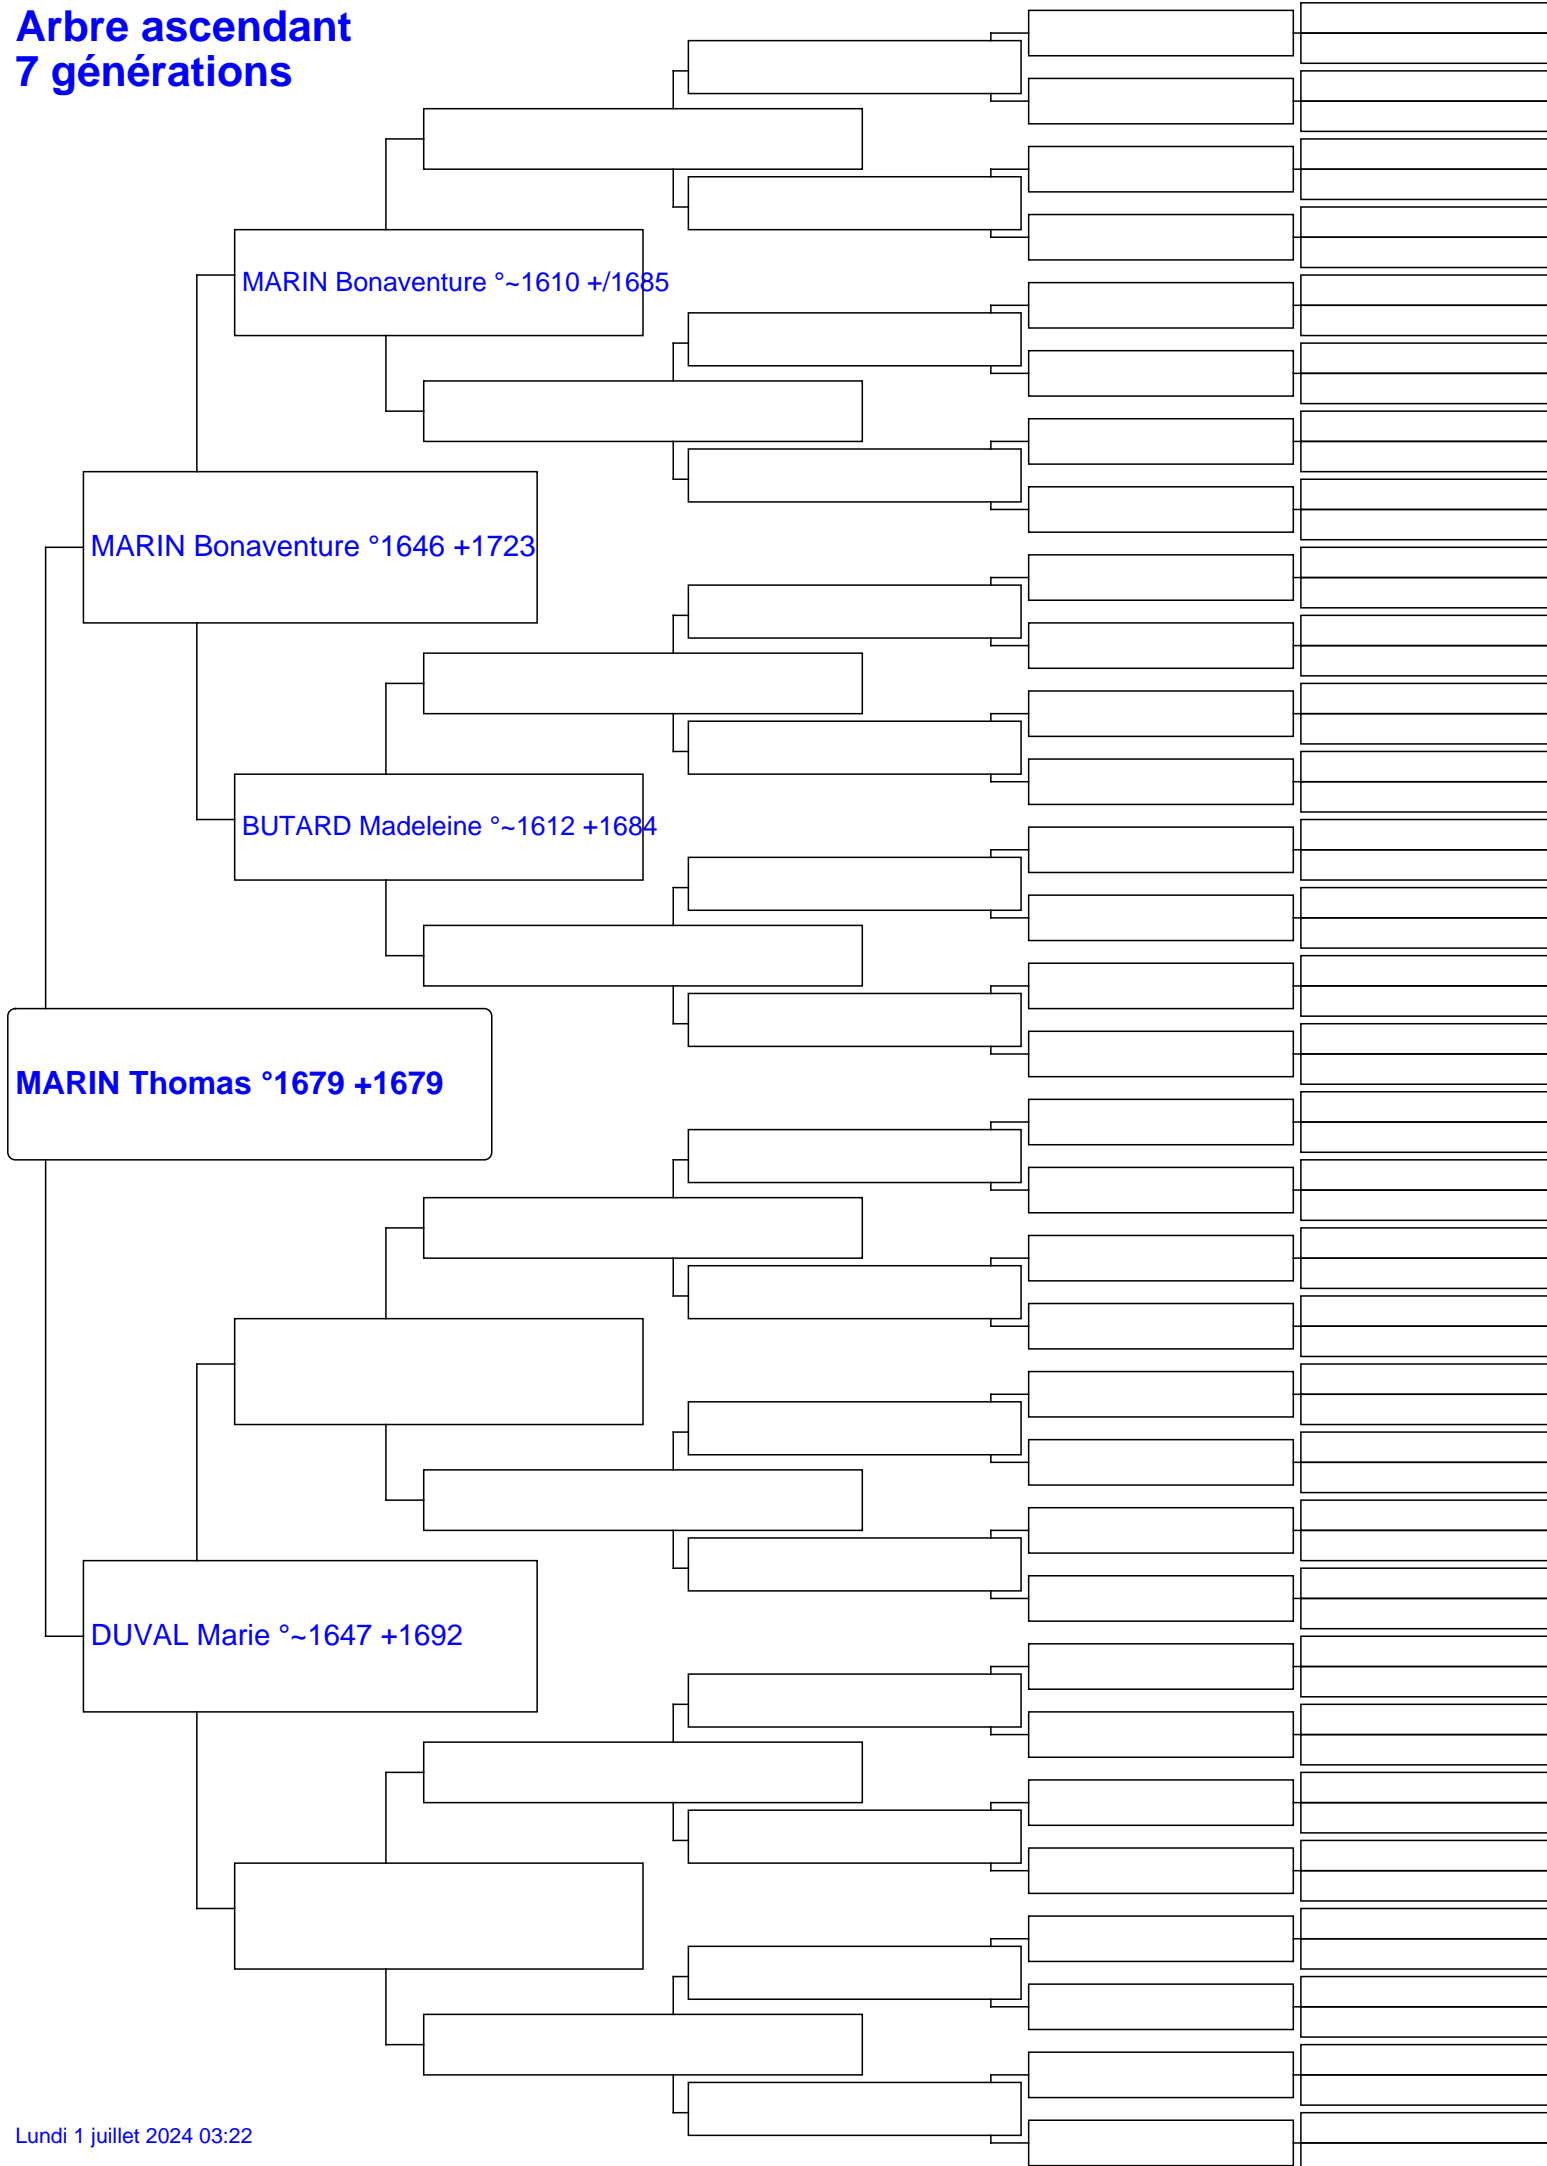 Arbre ascendant
7 générations
MARIN Bonaventure °~1610 +/1685
MARIN Bonaventure °1646 +1723
BUTARD Madeleine °~1612 +1684
MARIN Thomas °1679 +1679
DUVAL Marie °~1647 +1692
Lundi 1 juillet 2024 03:22